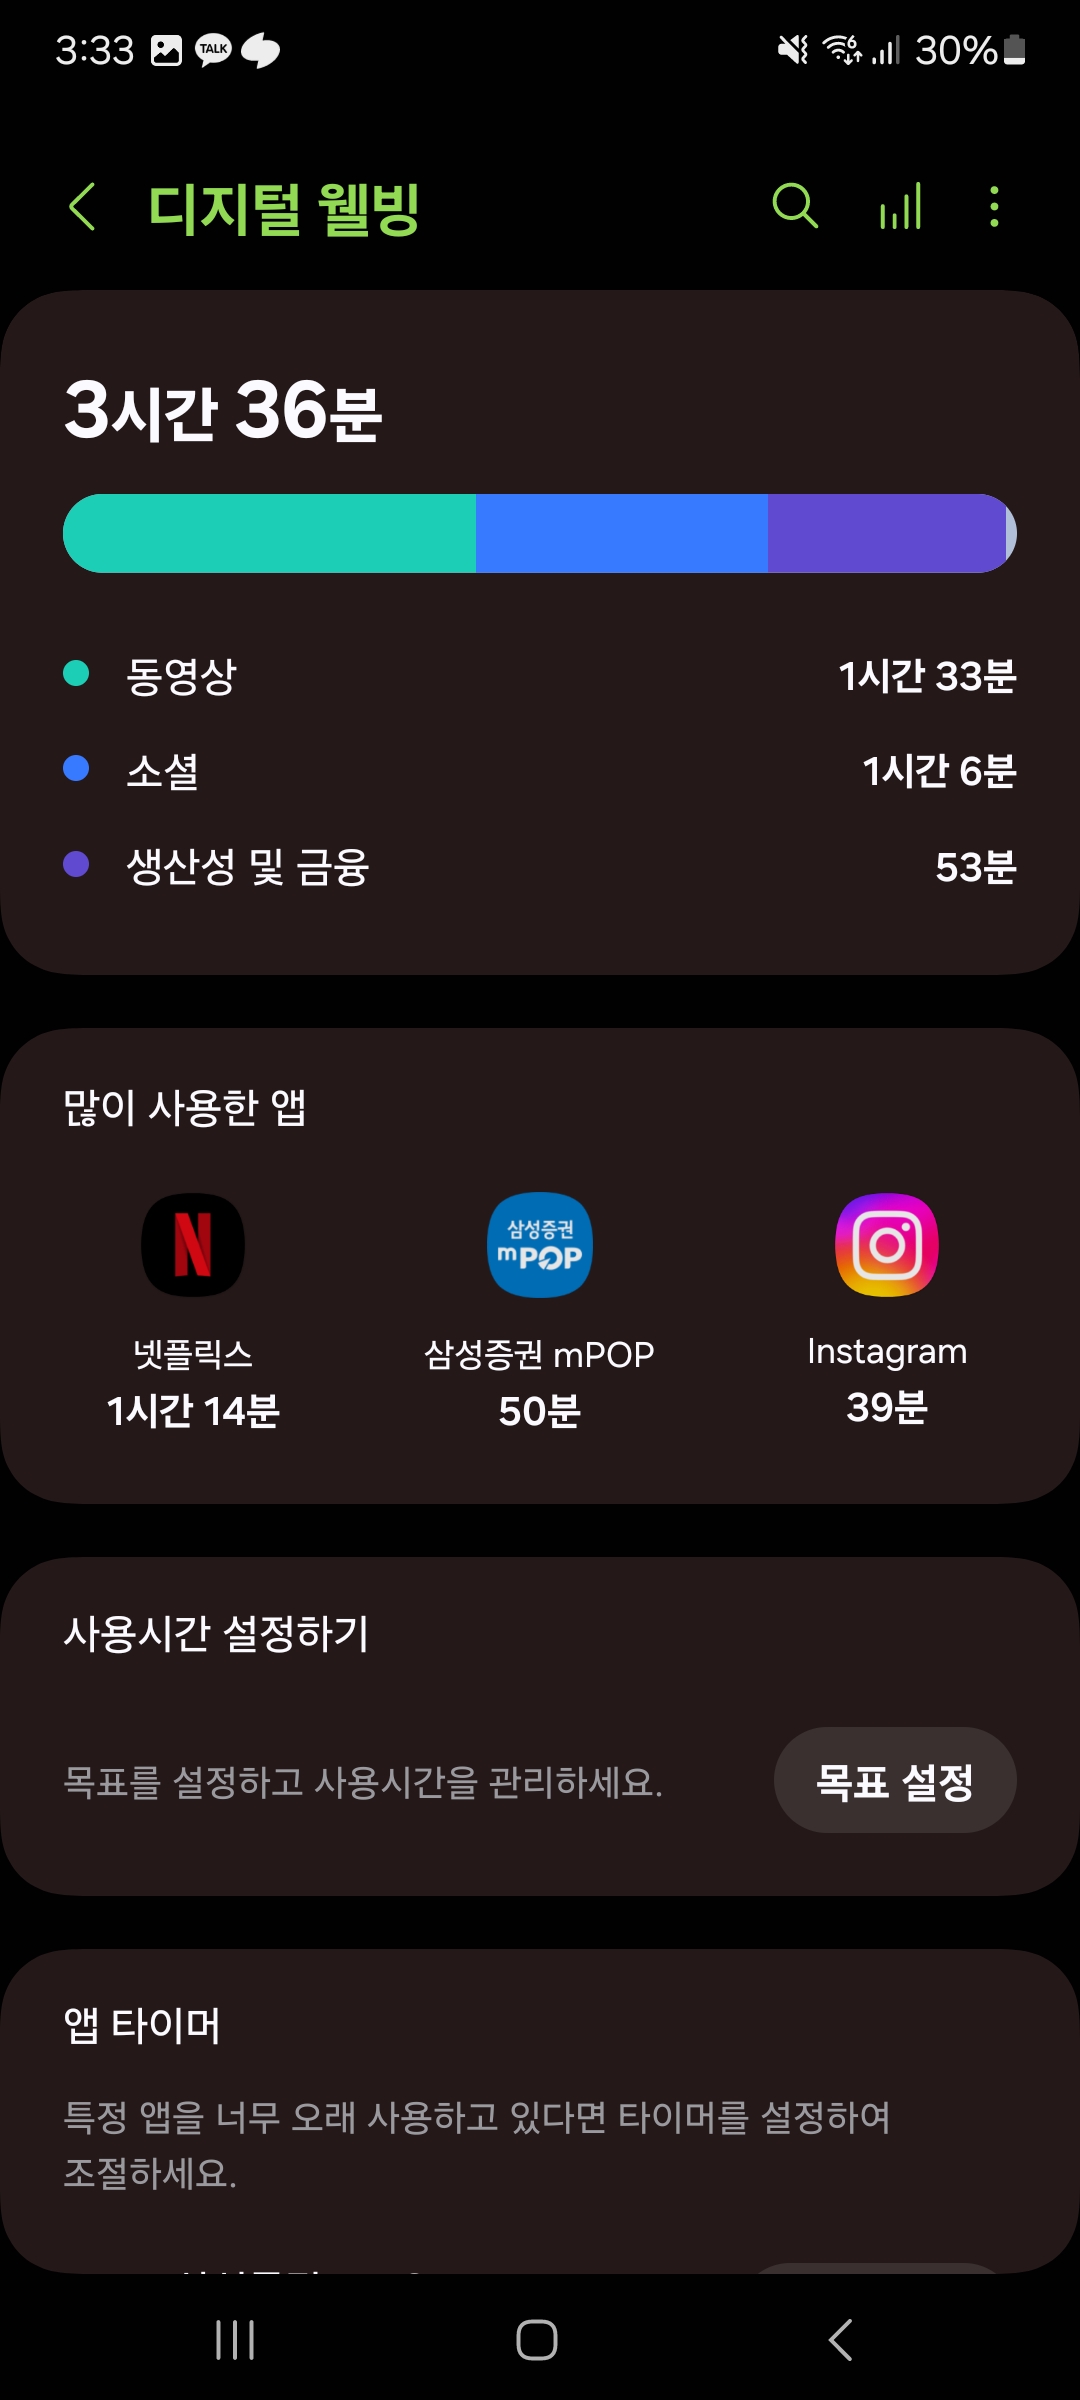 3:33 TALK 6 30%
디지털 웰빙
3시간 36분
동영상 1시간 33분
소셜 1시간 6분
생산성 및 금융 53분
많이 사용한 앱
N 삼성증권
mPOP
넷플릭스 삼성증권 mPOP Instagram
1시간 14분 50분 39분
사용시간 설정하기
목표를 설정하고 사용시간을 관리하세요. 목표 설정
앱 타이머
특정 앱을 너무 오래 사용하고 있다면 타이머를 설정하여
조절하세요.